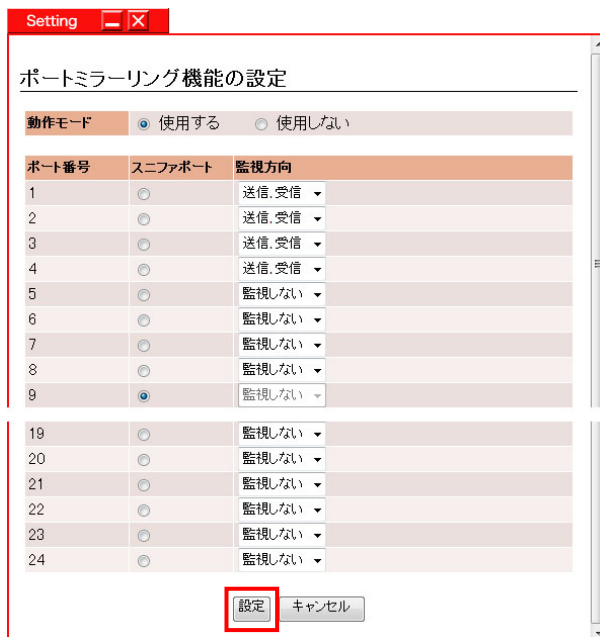 Setting
ポートミラーリング機能の設定
動作モード 使用する 使用しない
ポート番号 スニファポート 監視方向
1 送信.受信
2 送信.受信
3 送信.受信
4 送信.受信
5 監視しない
6 監視しない
7 監視しない
8 監視しない
9 監視しない
19 監視しない
20 監視しない
21 監視しない
22 監視しない
23 監視しない
24 監視しない
設定 キャンセル